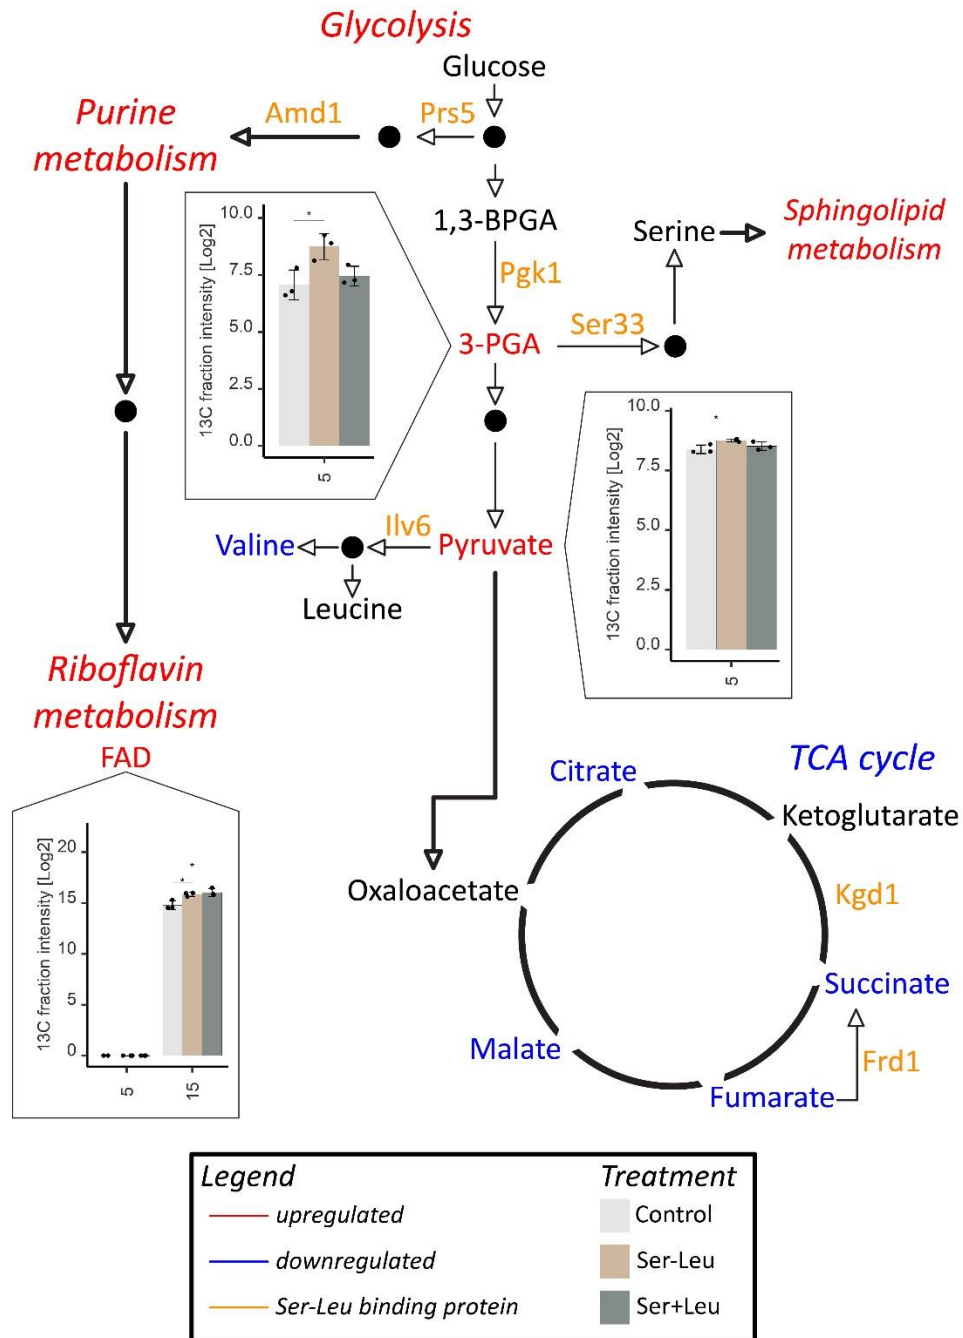 Glycolysis
Glucose
Amd1
Prs5
Purine
metabolism
1,3-BPGA
Pgk1
Serine
Sphingolipid
metabolism
Ser33
3-PGA
13C fraction intensity [Log2]
10.0
7.5
5.0
2.5
0.0
*
5
13C fraction intensity [Log2]
10.0
7.5
5.0
2.5
0.0
*
5
Valine
Ilv6
Pyruvate
Leucine
Riboflavin
metabolism
FAD
13C fraction intensity [Log2]
20
15
10
5
0
*
*
5
15
TCA cycle
Citrate
Ketoglutarate
Oxaloacetate
Kgd1
Succinate
Malate
Frd1
Fumarate
Legend
upregulated
downregulated
Ser-Leu binding protein
Treatment
Control
Ser-Leu
Ser+Leu